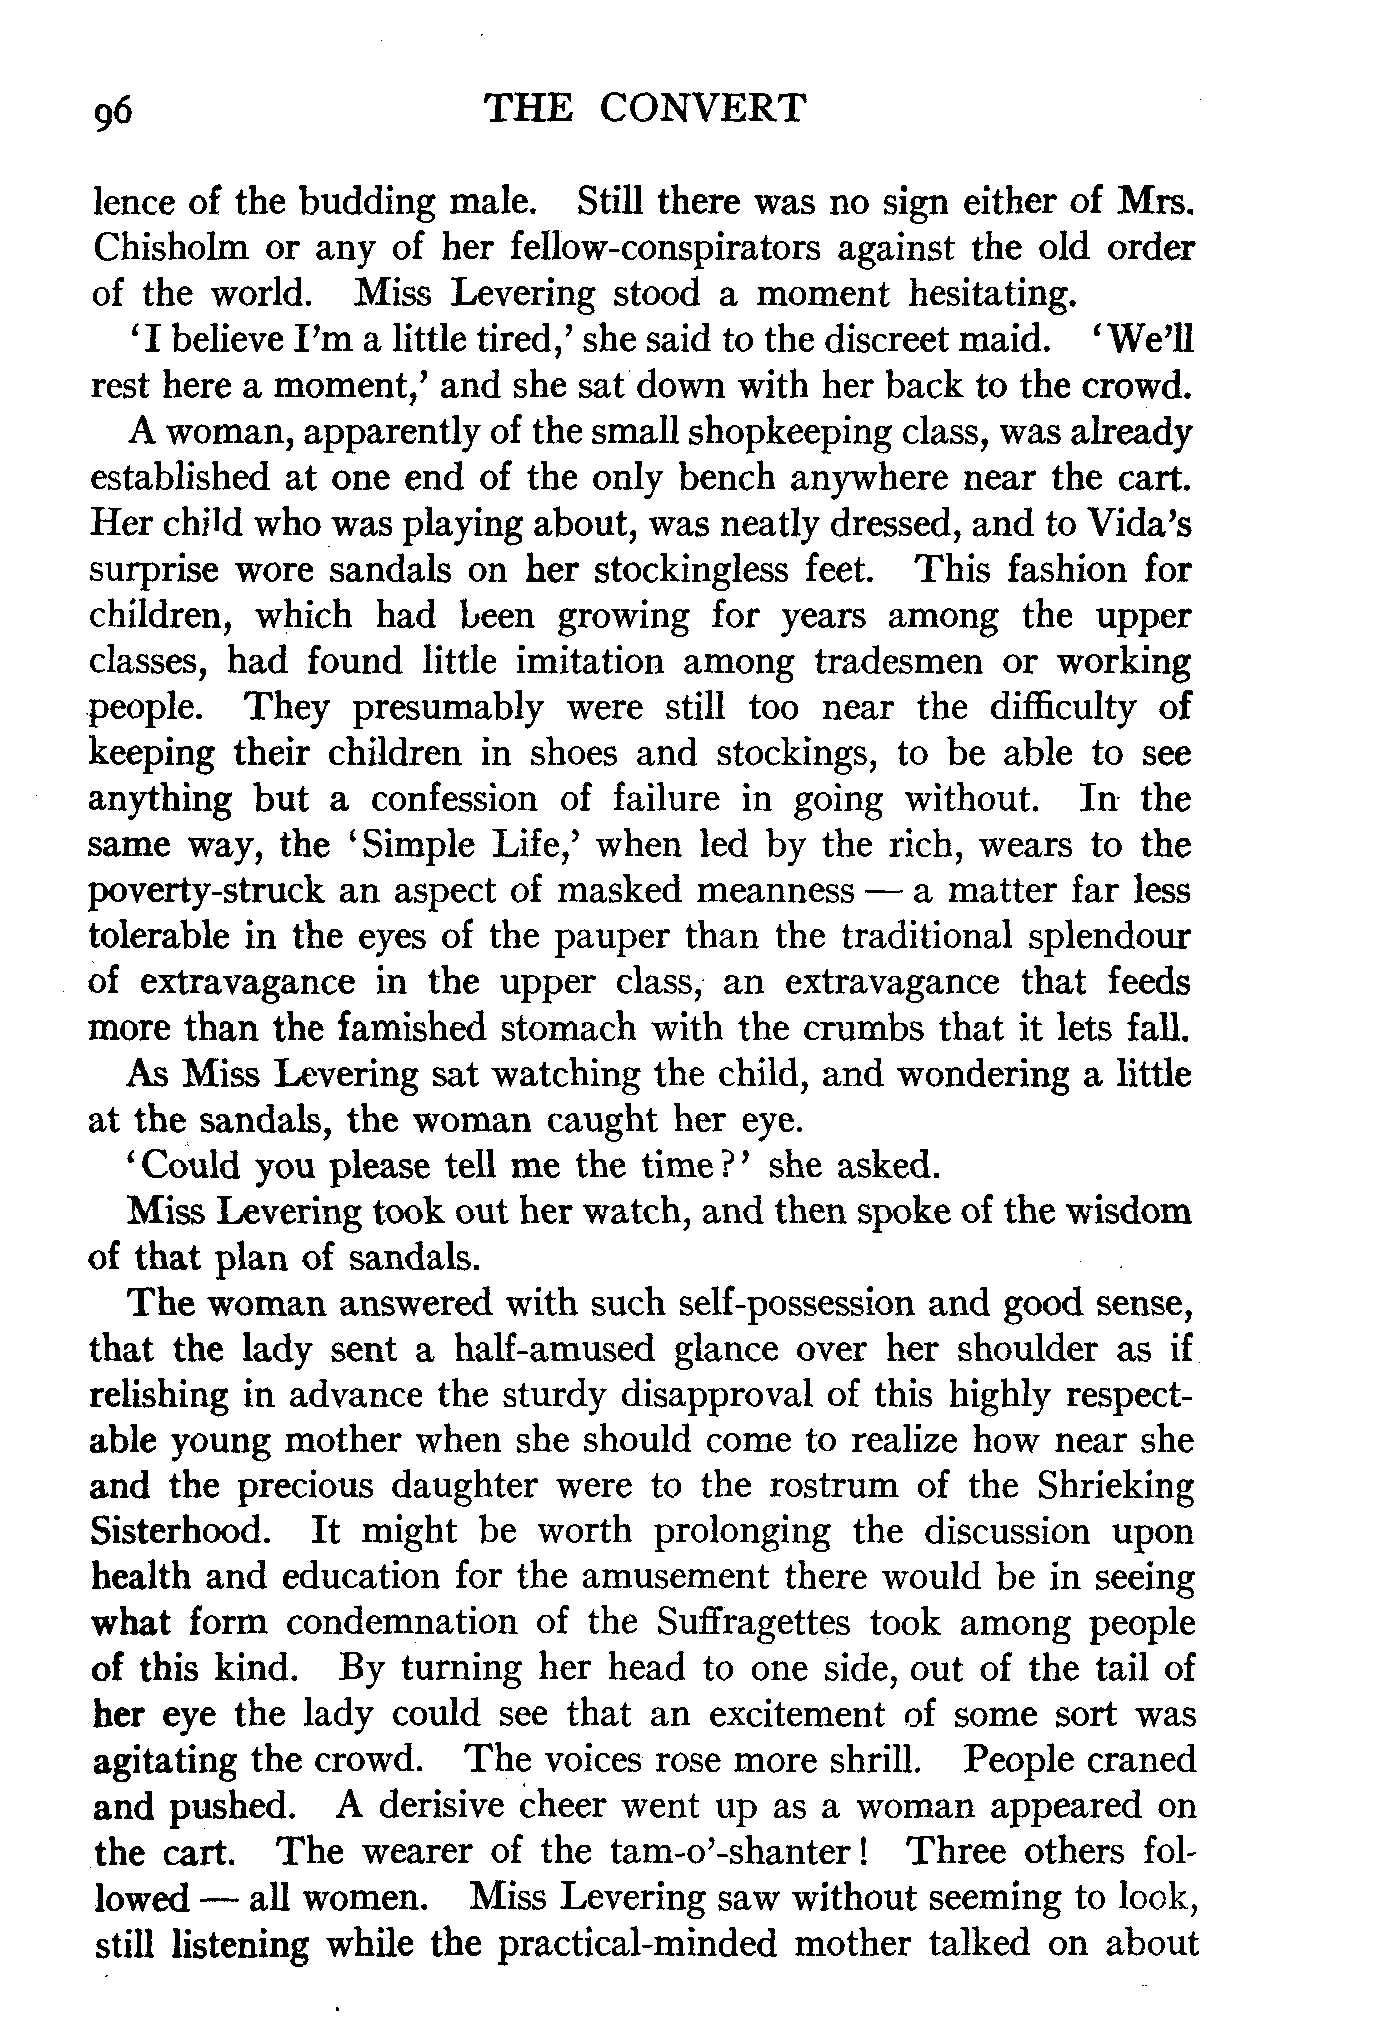 96 THE CONVERT
lence of the budding male. Still there was no sign either of Mrs.
Chisholm or any of her fellow-conspirators against the old order
of the world. Miss Levering stood a moment hesitating.
'I believe I'm a little tired,' she said to the discreet maid. 'We'll
rest here a moment,' and she sat down with her back to the crowd.
A woman, apparently of the small shopkeeping class, was already
established at one end of the only bench anywhere near the cart.
Her child who was playing about, was neatly dressed, and to Vida's
surprise wore sandals on her stockingless feet. This fashion for
children, which had been growing for years among the upper
classes, had found little imitation among tradesmen or working
people. They presumably were still too near the difficulty of
keeping their children in shoes and stockings, to be able to see
anything but a confession of failure in going without. In the
same way, the 'Simple Life,' when led by the rich, wears to the
poverty-struck an aspect of masked meanness — a matter far less
tolerable in the eyes of the pauper than the traditional splendour
of extravagance in the upper class, an extravagance that feeds
more than the famished stomach with the crumbs that it lets fall.
As Miss Levering sat watching the child, and wondering a little
at the sandals, the woman caught her eye.
'Could you please tell me the time?' she asked.
Miss Levering took out her watch, and then spoke of the wisdom
of that plan of sandals.
The woman answered with such self-possession and good sense,
that the lady sent a half-amused glance over her shoulder as if
relishing in advance the sturdy disapproval of this highly respect-
able young mother when she should come to realize how near she
and the precious daughter were to the rostrum of the Shrieking
Sisterhood. It might be worth prolonging the discussion upon
health and education for the amusement there would be in seeing
what form condemnation of the Suffragettes took among people
of this kind. By turning her head to one side, out of the tail of
her eye the lady could see that an excitement of some sort was
agitating the crowd. The voices rose more shrill. People craned
and pushed. A derisive cheer went up as a woman appeared on
the cart. The wearer of the tam-o'-shanter! Three others fol-
lowed — all women. Miss Levering saw without seeming to look,
still listening while the practical-minded mother talked on about